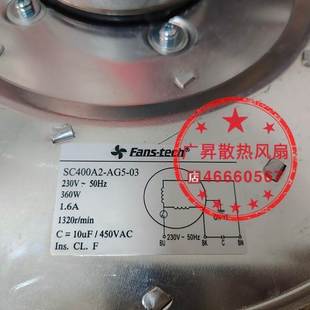 Fans-tech
SC400A2-AG5-03
230V ~ 50Hz
360W
1.6A
1320r/min
C = 10uF / 450VAC
Ins. CL. F
BU 230V ~ 50Hz BK C BN
昇散热风扇
店46660567